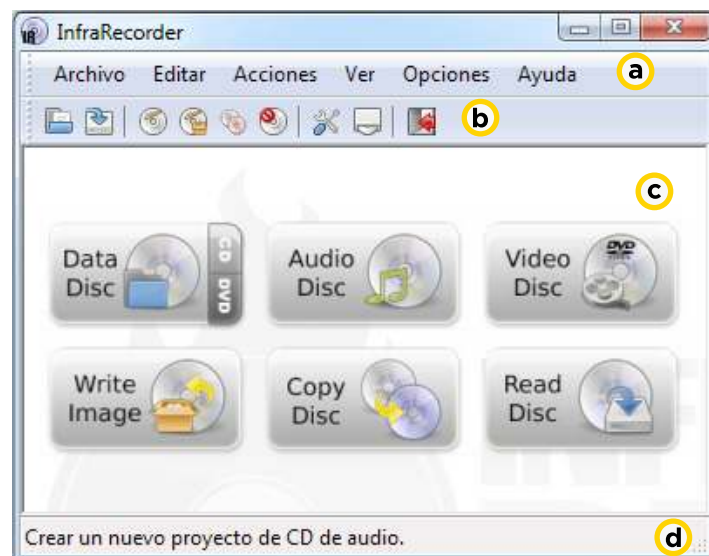 InfraRecorder
Archivo Editar Acciones Ver Opciones Ayuda a
b
c
Data Disc CD DVD
Audio Disc
Video Disc DVD VIDEO
Write Image
Copy Disc
Read Disc
Crear un nuevo proyecto de CD de audio. d